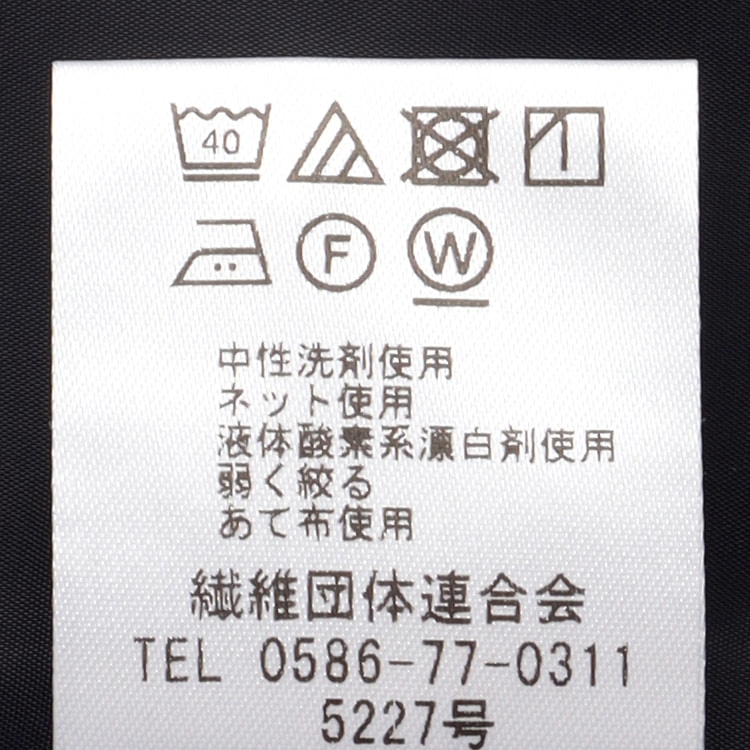 40
F W
中性洗剤使用
ネット使用
液体酸素系漂白剤使用
弱く絞る
あて布使用
繊維団体連合会
TEL 0586-77-0311
5227号